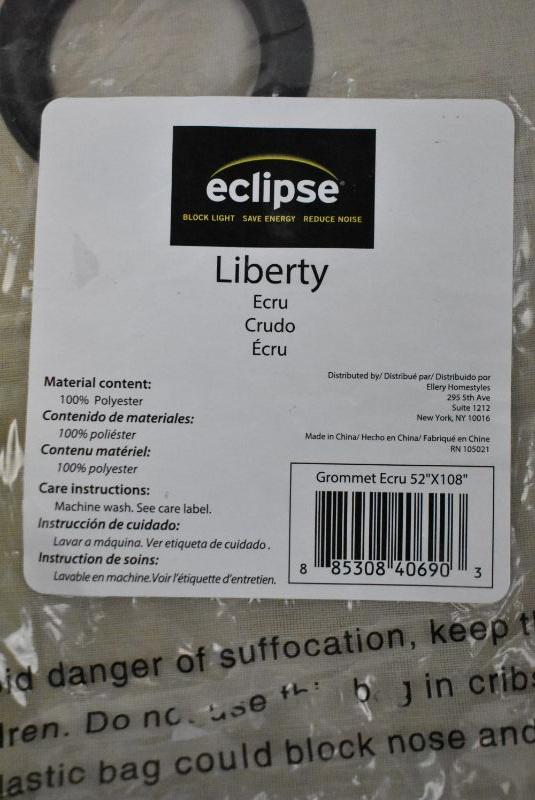 eclipse®
BLOCK LIGHT SAVE ENERGY REDUCE NOISE
Liberty
Ecru
Crudo
Écru
Material content:
100% Polyester
Contenido de materiales:
100% poliéster
Contenu matériel:
100% polyester
Care instructions:
Machine wash. See care label.
Instrucción de cuidado:
Lavar a máquina. Ver etiqueta de cuidado.
Instruction de soins:
Lavable en machine.Voir l'étiquette d'entretien.
Distributed by/ Distribué par/ Distribuido por
Ellery Homestyles
295 5th Ave
Suite 1212
New York, NY 10016
Made in China/ Hecho en China/ Fabriqué en Chine
RN 105021
Grommet Ecru 52"X108"
8 85308 40690 3
danger of suffocation, keep
Do use in
bag could block nose and